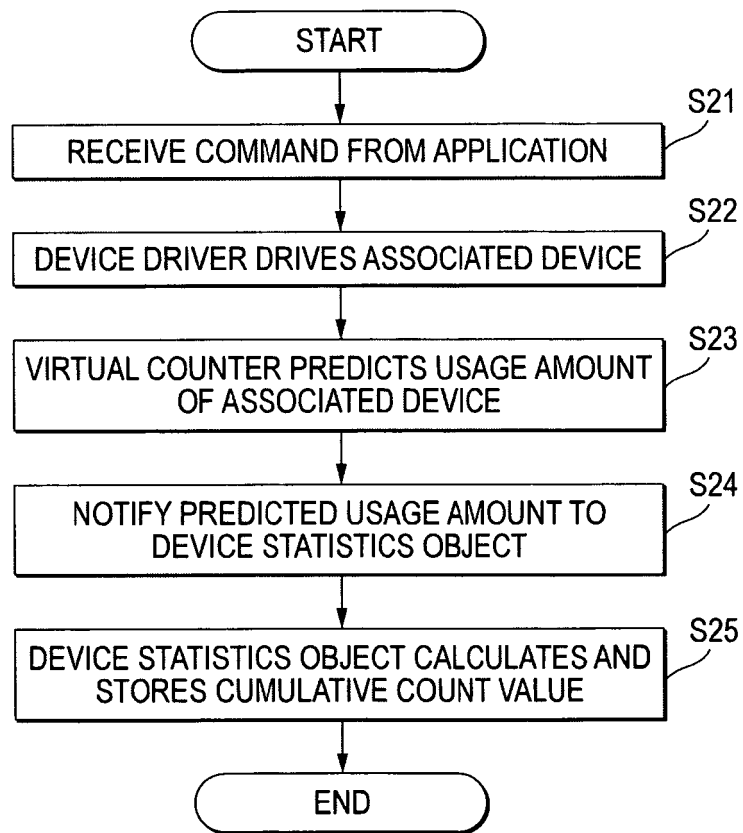 START
S21
RECEIVE COMMAND FROM APPLICATION
S22
DEVICE DRIVER DRIVES ASSOCIATED DEVICE
S23
VIRTUAL COUNTER PREDICTS USAGE AMOUNT
OF ASSOCIATED DEVICE
S24
NOTIFY PREDICTED USAGE AMOUNT TO
DEVICE STATISTICS OBJECT
S25
DEVICE STATISTICS OBJECT CALCULATES AND
STORES CUMULATIVE COUNT VALUE
END